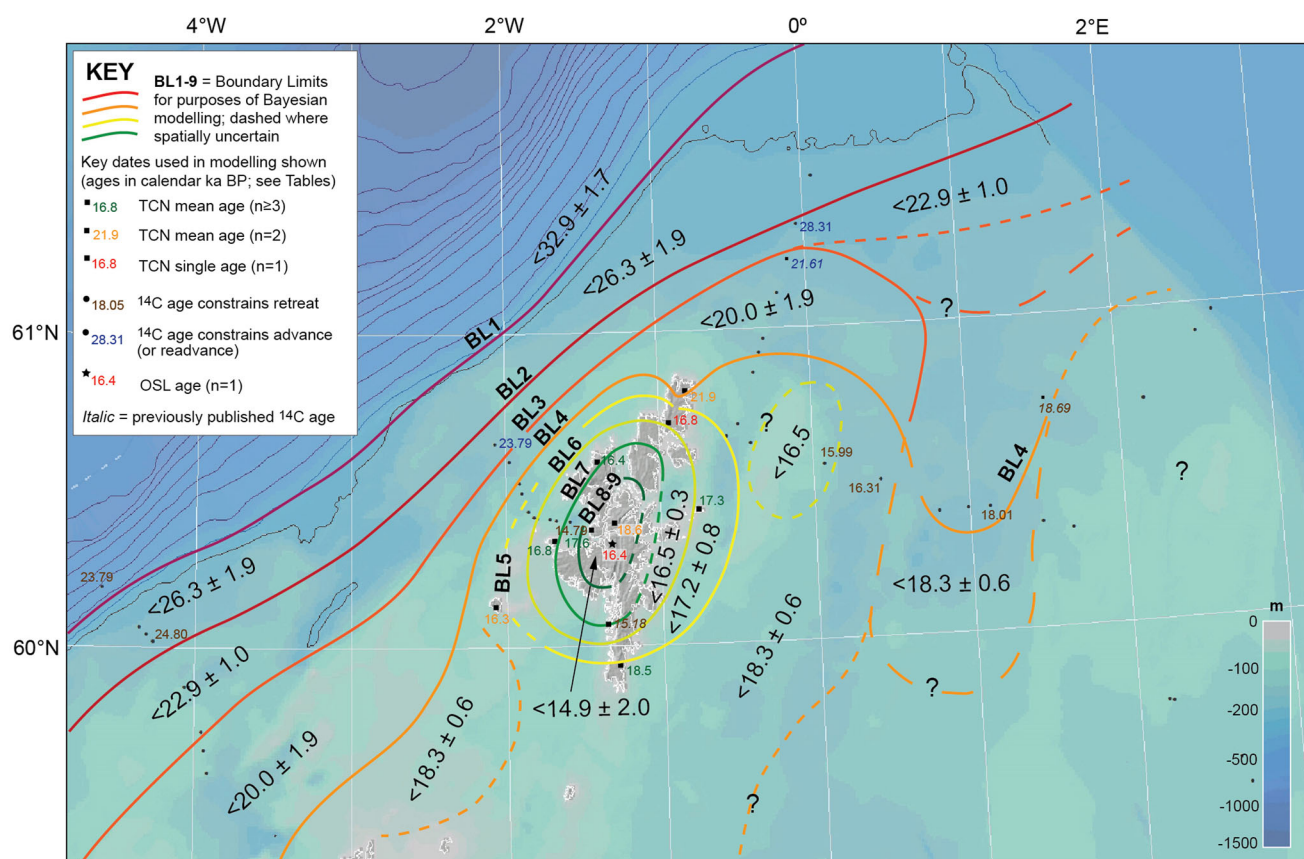 4°W
2°W
0°
2°E
KEY
BL1-9 = Boundary Limits
for purposes of Bayesian
modelling; dashed where
spatially uncertain
Key dates used in modelling shown
(ages in calendar ka BP; see Tables)
16.8 TCN mean age (n≥3)
21.9 TCN mean age (n=2)
16.8 TCN single age (n=1)
18.05 14C age constrains retreat
28.31 14C age constrains advance
(or readvance)
16.4 OSL age (n=1)
Italic = previously published 14C age
<32.9 ± 1.7
<22.9 ± 1.0
<26.3 ± 1.9
28.31
21.61
<20.0 ± 1.9
?
61°N
BL1
BL2
BL3
BL4
21.9
18.69
16.8
?
BL4
23.79
BL6
<16.5
15.99
?
BL7
16.4
16.31
BL8-9
17.3
18.01
14.79
18.6
17.6
16.8
16.4
<16.5 ± 0.3
<17.2 ± 0.8
BL5
<18.3 ± 0.6
23.79
<26.3 ± 1.9
16.3
15.18
24.80
60°N
18.5
m
0
-100
-200
-500
-1000
-1500
<22.9 ± 1.0
<18.3 ± 0.6
?
<14.9 ± 2.0
<20.0 ± 1.9
<18.3 ± 0.6
?